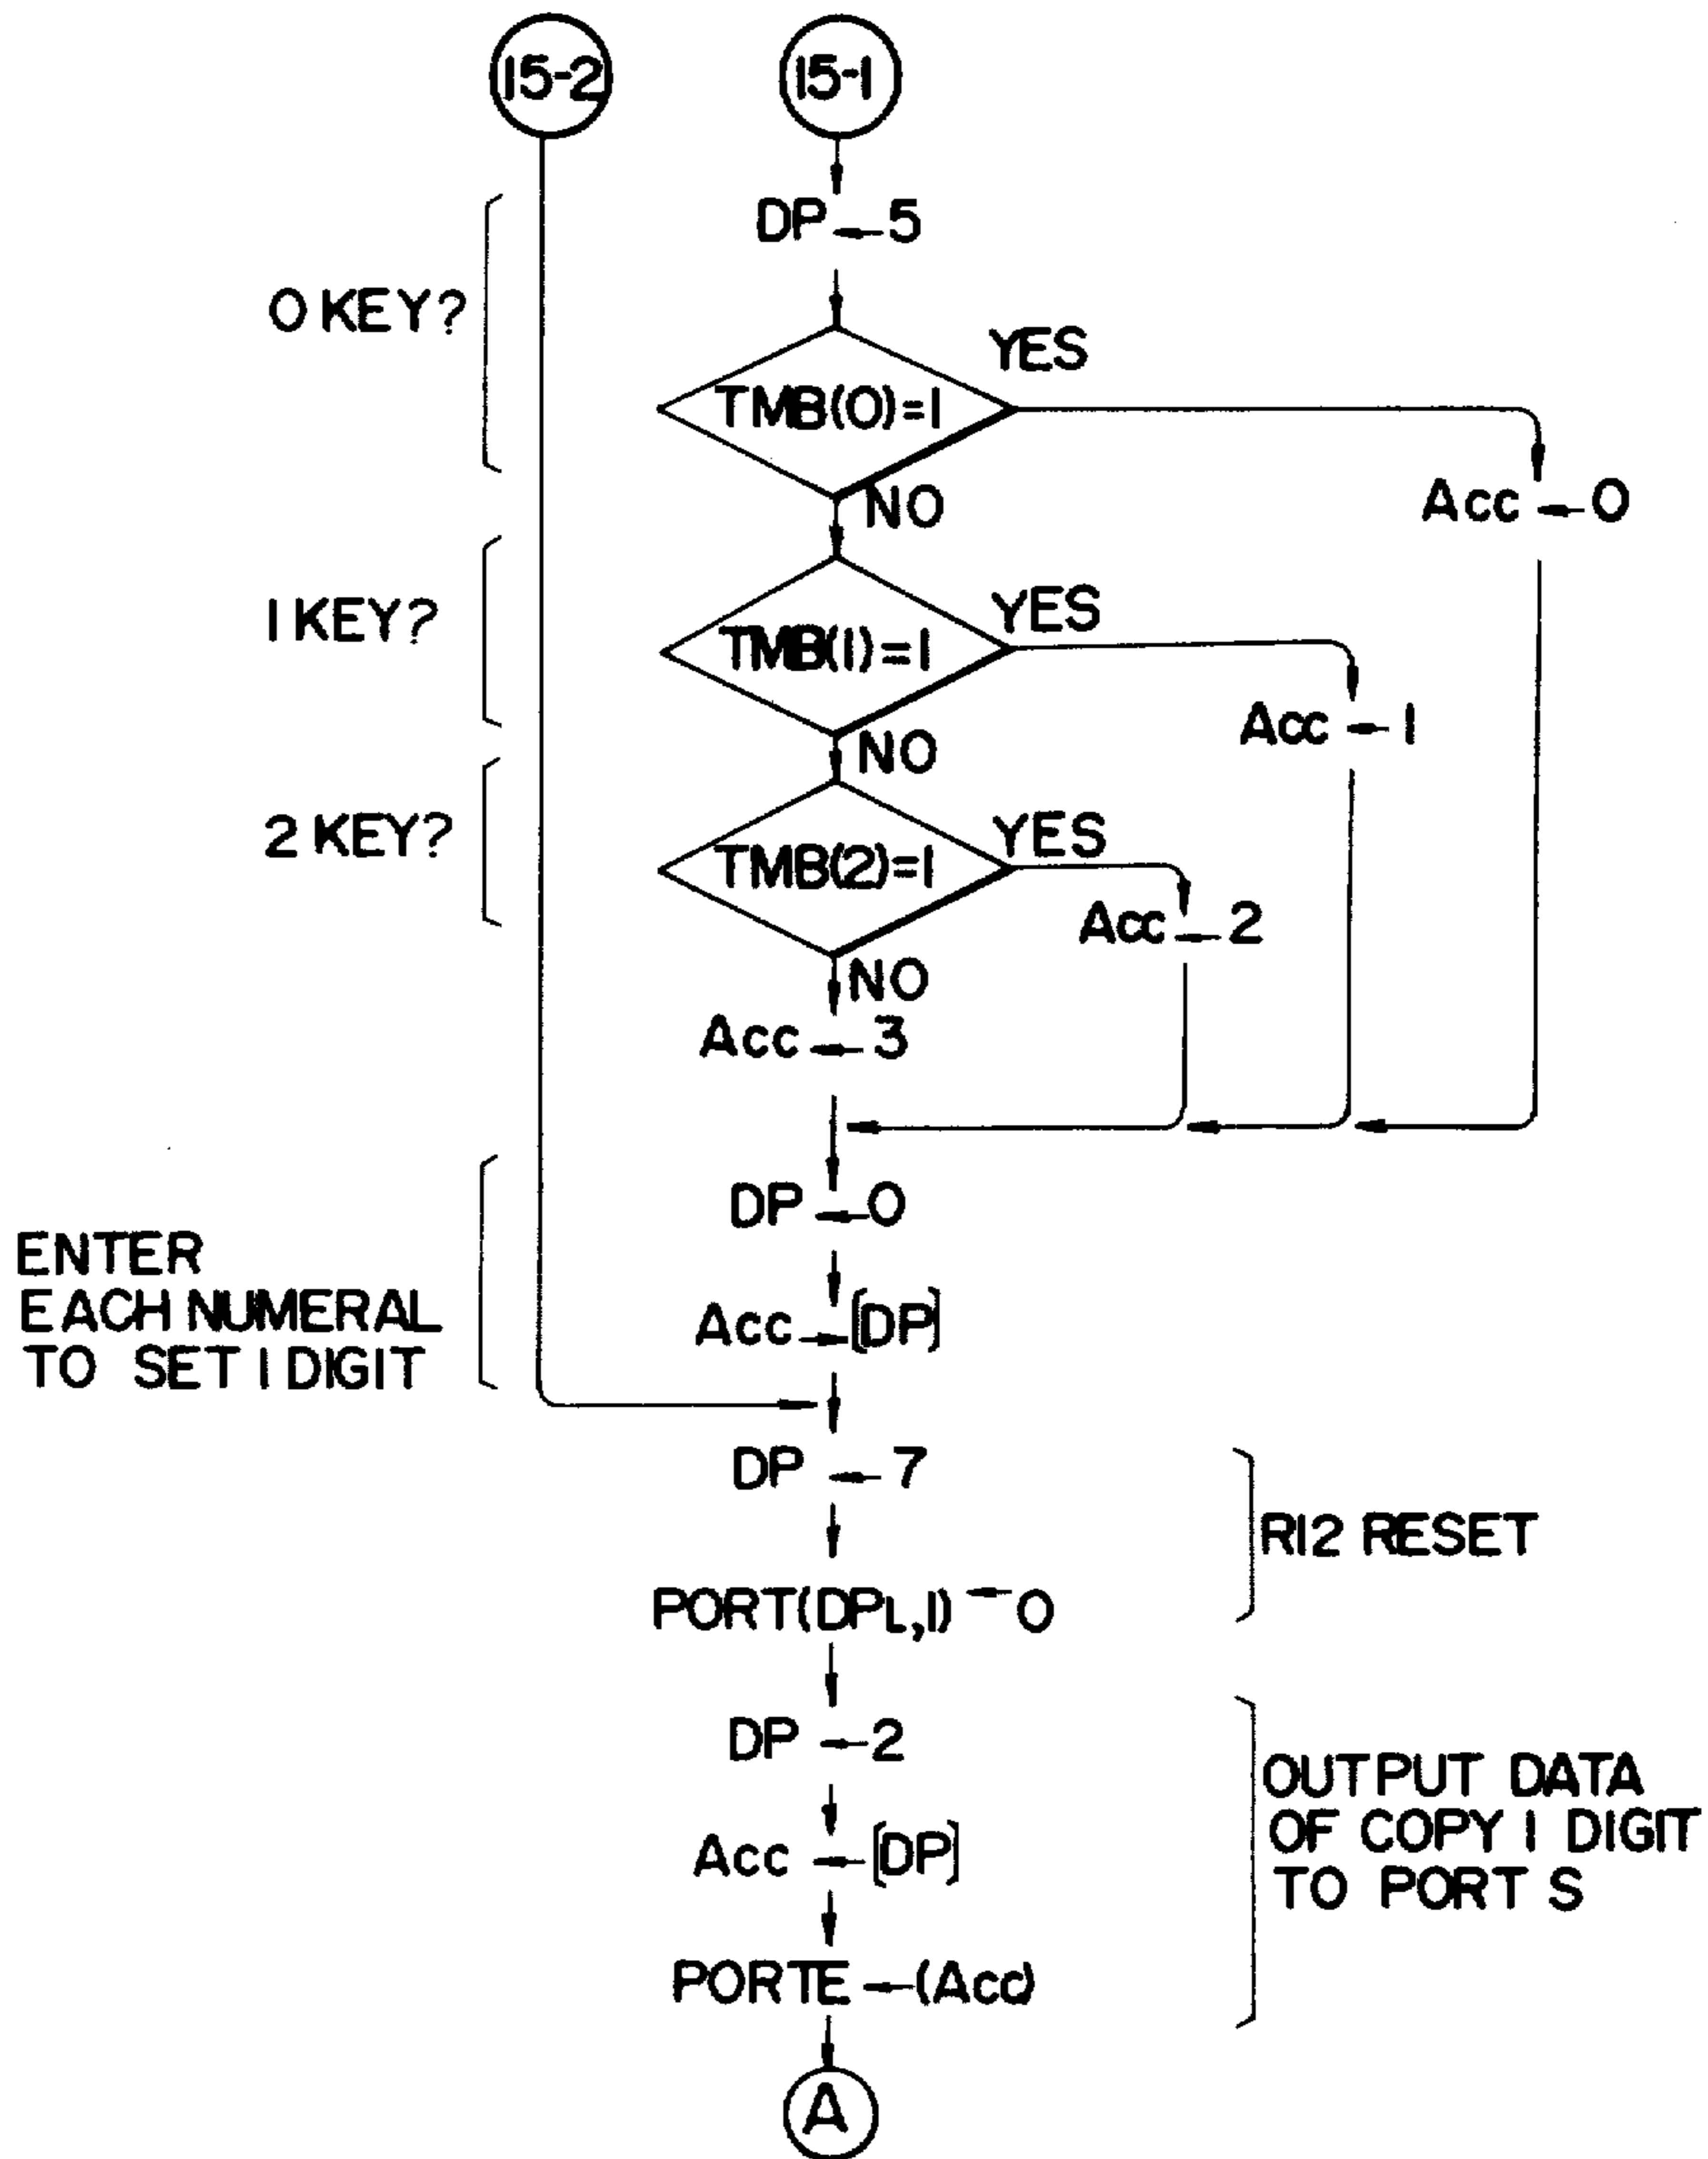 15-2
15-1
DP ← 5
0 KEY?
TMB(0)=1
YES
NO
Acc ← 0
1 KEY?
TMB(1)=1
YES
NO
Acc ← 1
2 KEY?
TMB(2)=1
YES
NO
Acc ← 2
Acc ← 3
DP ← 0
ENTER
EACH NUMERAL
TO SET 1 DIGIT
Acc → [DP]
DP ← 7
R12 RESET
PORT(DPL,1) ← 0
DP ← 2
OUTPUT DATA
OF COPY 1 DIGIT
TO PORT S
Acc ← [DP]
PORTE ← (Acc)
A